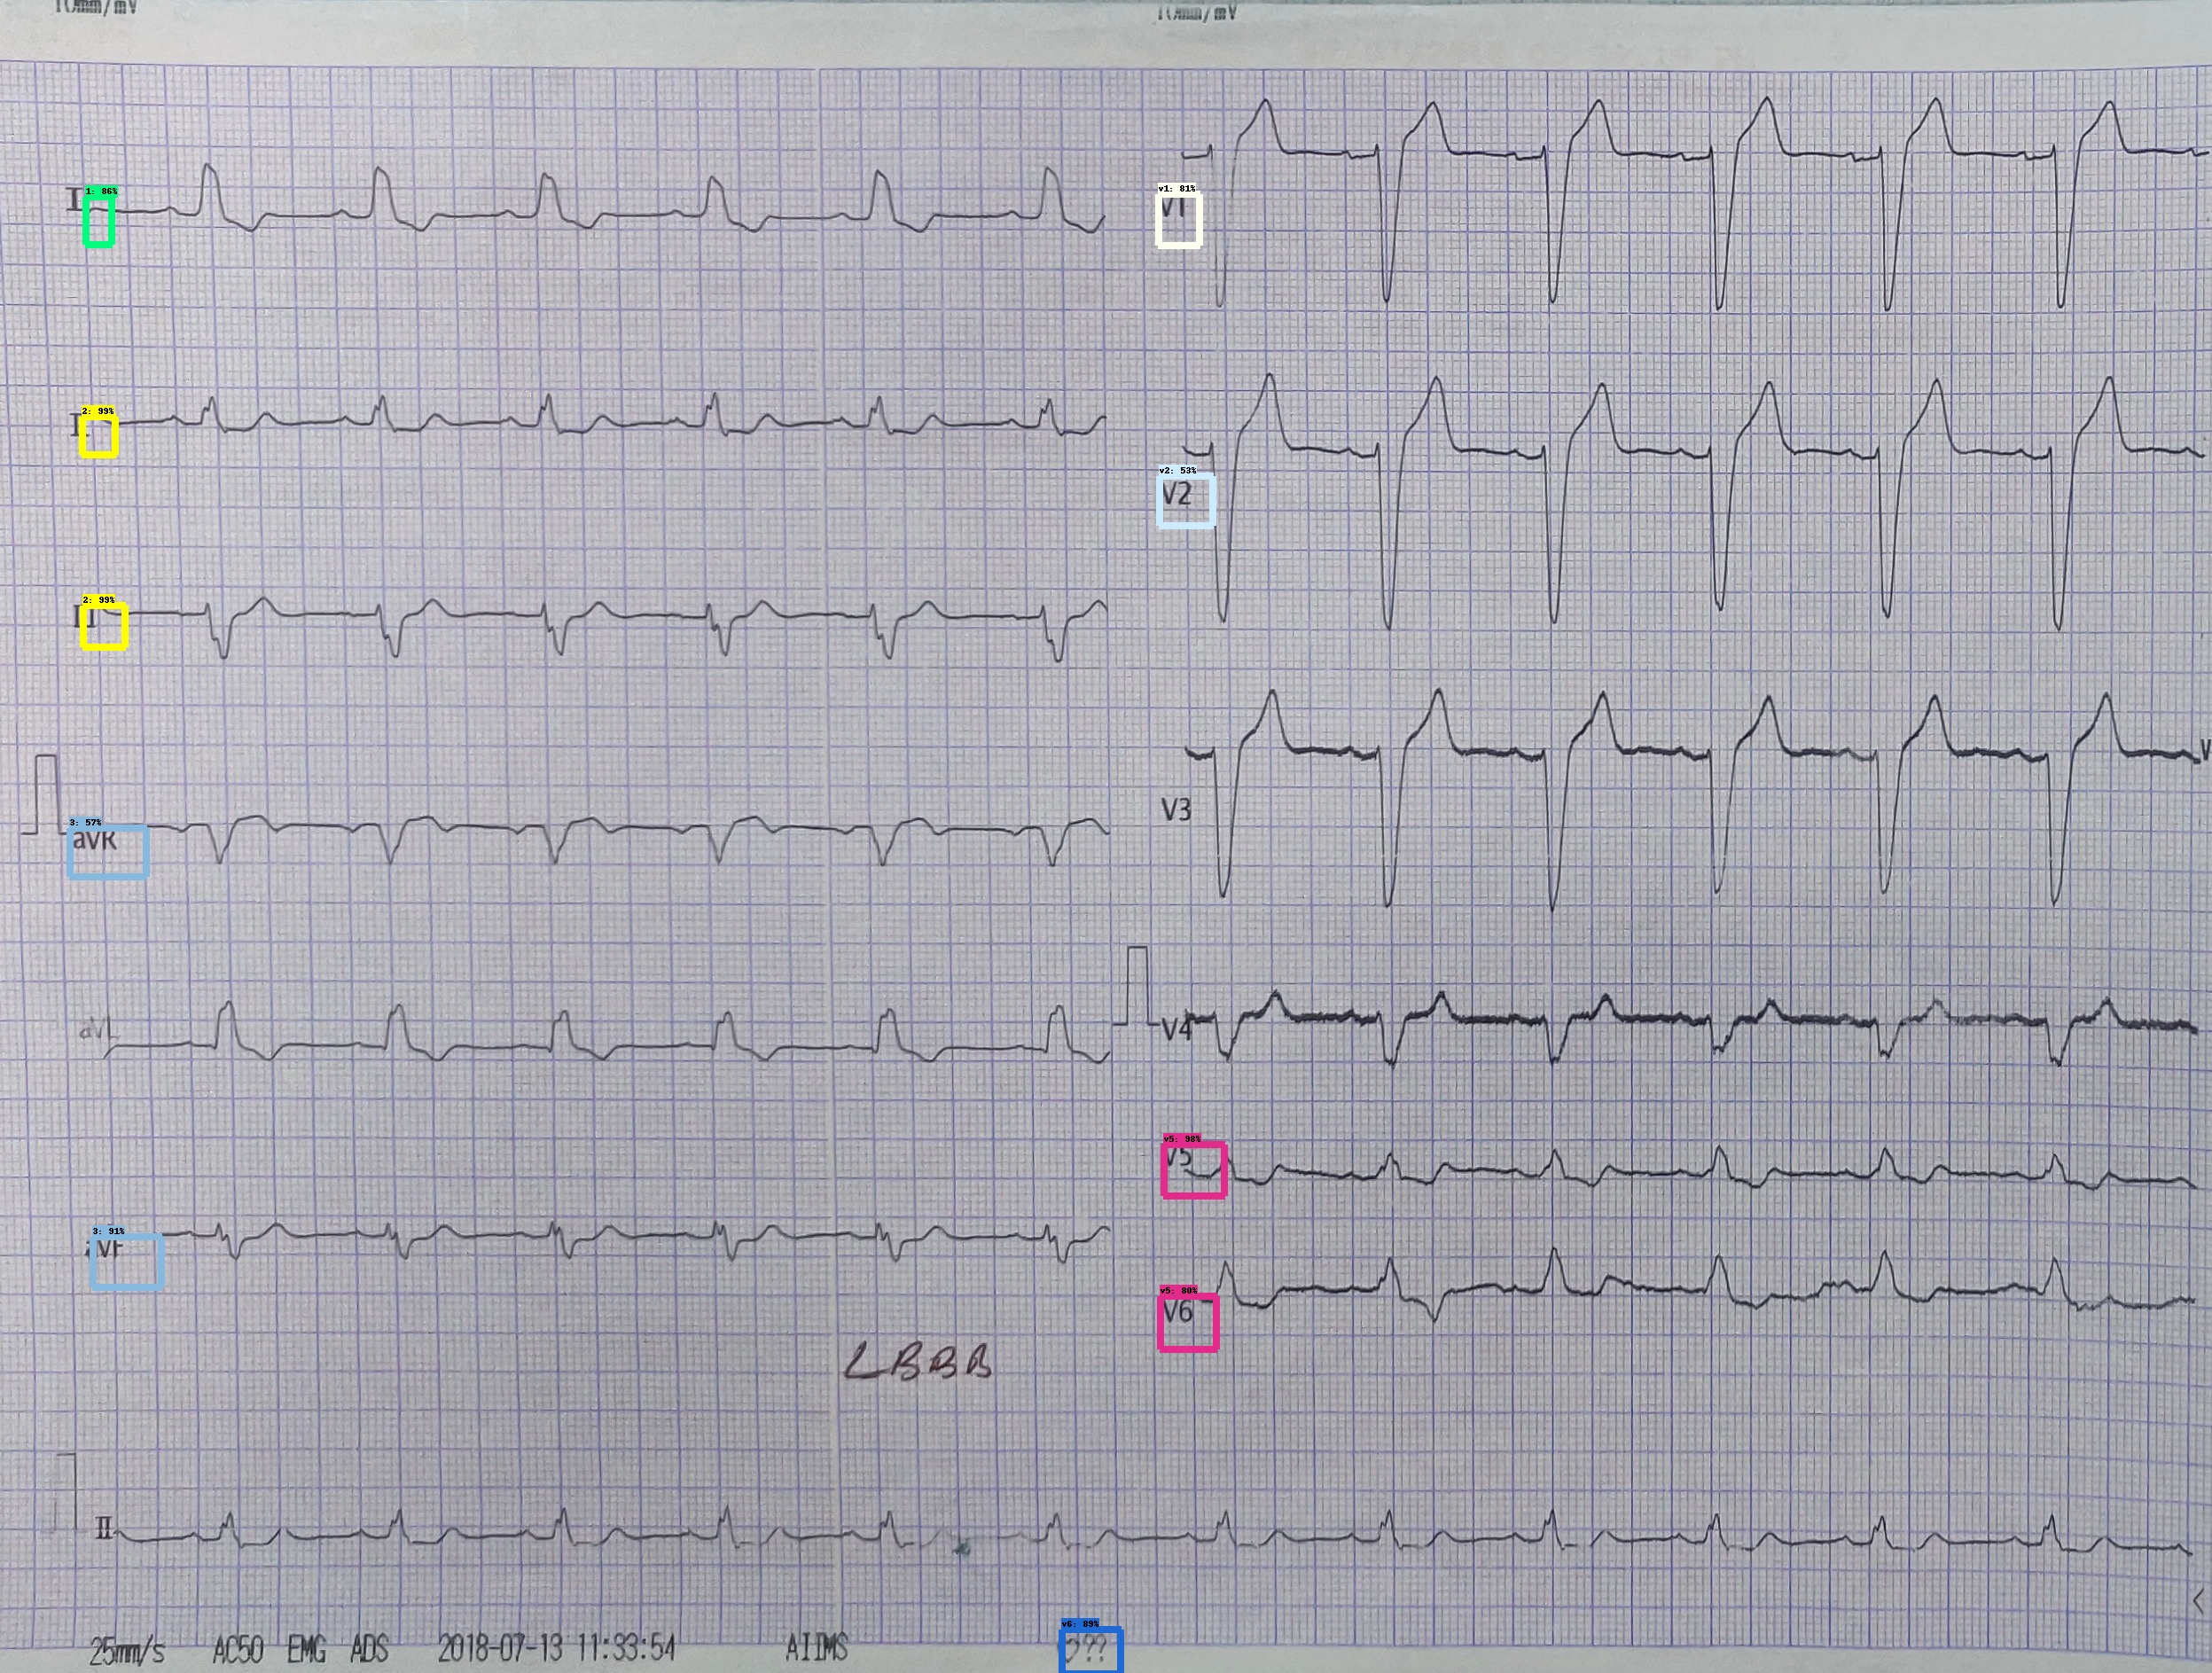 10mm/mV
10mm/mV
I
1: 86%
v1: 81%
V1
2: 99%
v2: 53%
V2
2: 99%
V3
3: 57%
aVR
aVL
V4
v5: 98%
V5
3: 91%
aVF
v5: 80%
V6
LBBB
II
v6: 89%
25mm/s AC50 EMG ADS 2018-07-13 11:33:54 AIIMS ??